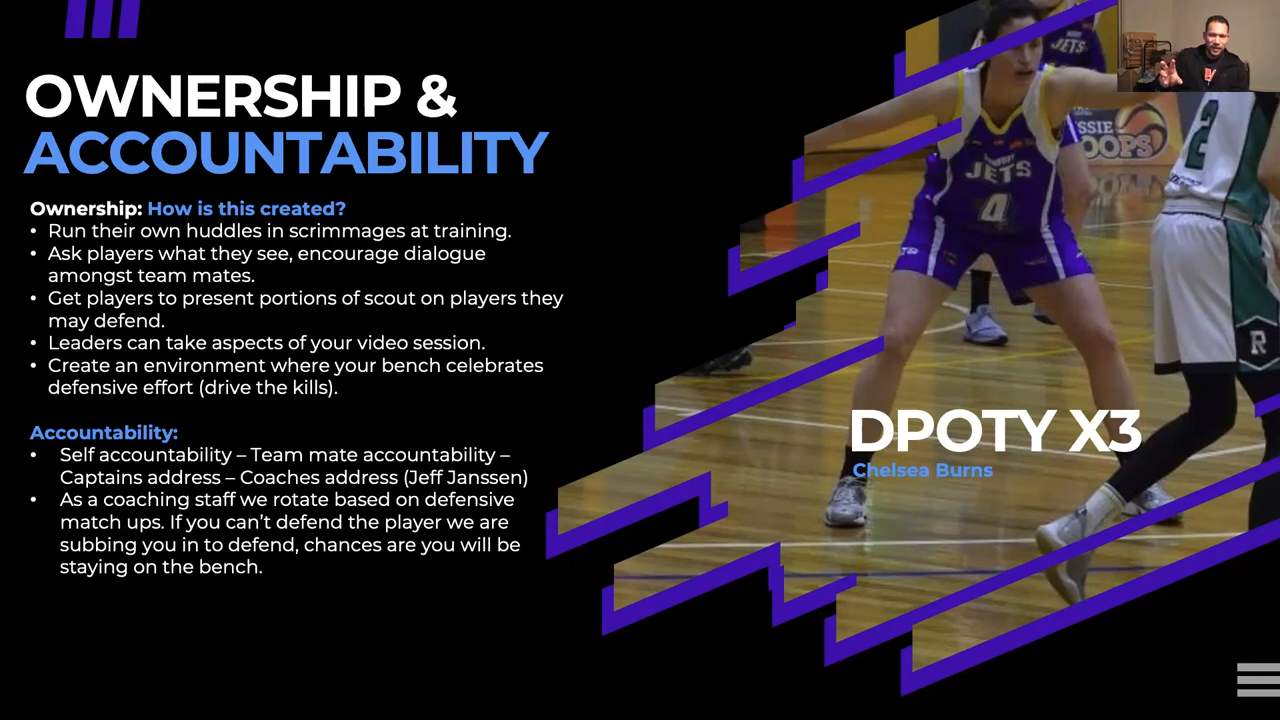 OWNERSHIP &
ACCOUNTABILITY
Ownership: How is this created?
• Run their own huddles in scrimmages at training.
• Ask players what they see, encourage dialogue
amongst team mates.
• Get players to present portions of scout on players they
may defend.
• Leaders can take aspects of your video session.
• Create an environment where your bench celebrates
defensive effort (drive the kills).
Accountability:
• Self accountability – Team mate accountability –
Captains address – Coaches address (Jeff Janssen)
• As a coaching staff we rotate based on defensive
match ups. If you can’t defend the player we are
subbing you in to defend, chances are you will be
staying on the bench.
JETS
JETS
4
SSIE
OOPS
2
R
DPOTY X3
Chelsea Burns